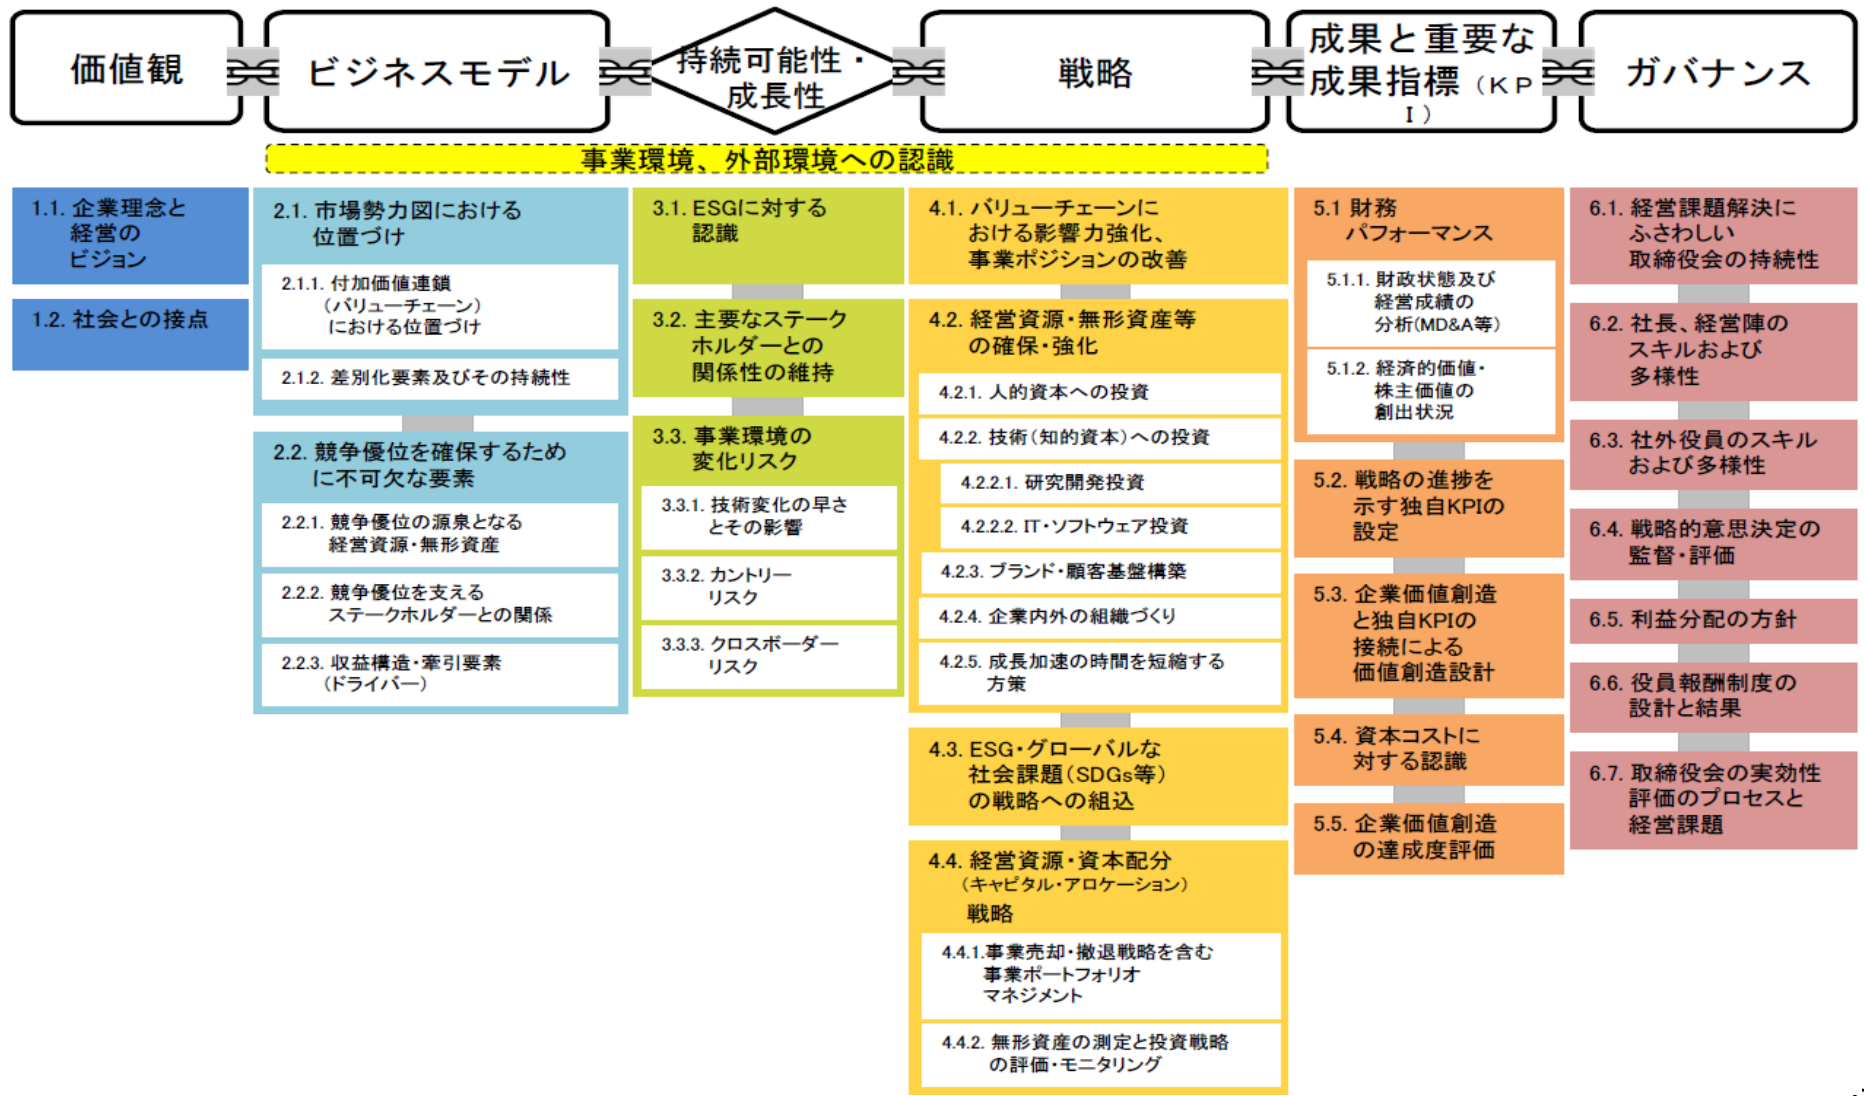 価値観
ビジネスモデル
持続可能性・
成長性
戦略
成果と重要な
成果指標（KP
I）
ガバナンス
事業環境、外部環境への認識
1.1. 企業理念と
経営の
ビジョン
1.2. 社会との接点
2.1. 市場勢力図における
位置づけ
2.1.1. 付加価値連鎖
（バリューチェーン）
における位置づけ
2.1.2. 差別化要素及びその持続性
2.2. 競争優位を確保するため
に不可欠な要素
2.2.1. 競争優位の源泉となる
経営資源・無形資産
2.2.2. 競争優位を支える
ステークホルダーとの関係
2.2.3. 収益構造・牽引要素
（ドライバー）
3.1. ESGに対する
認識
3.2. 主要なステーク
ホルダーとの
関係性の維持
3.3. 事業環境の
変化リスク
3.3.1. 技術変化の早さ
とその影響
3.3.2. カントリー
リスク
3.3.3. クロスボーダー
リスク
4.1. バリューチェーンに
おける影響力強化、
事業ポジションの改善
4.2. 経営資源・無形資産等
の確保・強化
4.2.1. 人的資本への投資
4.2.2. 技術（知的資本）への投資
4.2.2.1. 研究開発投資
4.2.2.2. IT・ソフトウェア投資
4.2.3. ブランド・顧客基盤構築
4.2.4. 企業内外の組織づくり
4.2.5. 成長加速の時間を短縮する
方策
4.3. ESG・グローバルな
社会課題（SDGs等）
の戦略への組込
4.4. 経営資源・資本配分
（キャピタル・アロケーション）
戦略
4.4.1.事業売却・撤退戦略を含む
事業ポートフォリオ
マネジメント
4.4.2. 無形資産の測定と投資戦略
の評価・モニタリング
5.1 財務
パフォーマンス
5.1.1. 財政状態及び
経営成績の
分析(MD&A等)
5.1.2. 経済的価値・
株主価値の
創出状況
5.2. 戦略の進捗を
示す独自KPIの
設定
5.3. 企業価値創造
と独自KPIの
接続による
価値創造設計
5.4. 資本コストに
対する認識
5.5. 企業価値創造
の達成度評価
6.1. 経営課題解決に
ふさわしい
取締役会の持続性
6.2. 社長、経営陣の
スキルおよび
多様性
6.3. 社外役員のスキル
および多様性
6.4. 戦略的意思決定の
監督・評価
6.5. 利益分配の方針
6.6. 役員報酬制度の
設計と結果
6.7. 取締役会の実効性
評価のプロセスと
経営課題